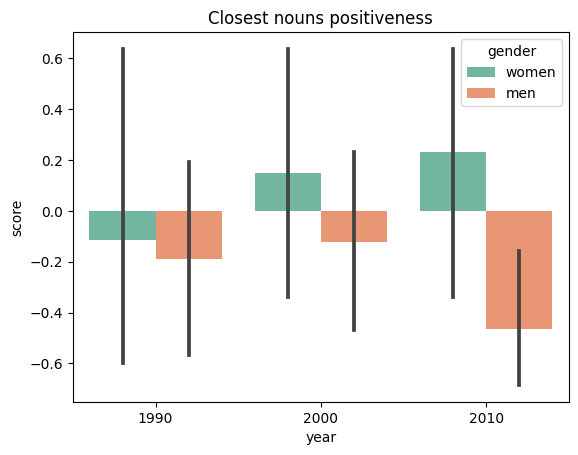 Closest nouns positiveness
gender
women
men
0.6
0.4
0.2
0.0
−0.2
−0.4
−0.6
score
1990
2000
2010
year